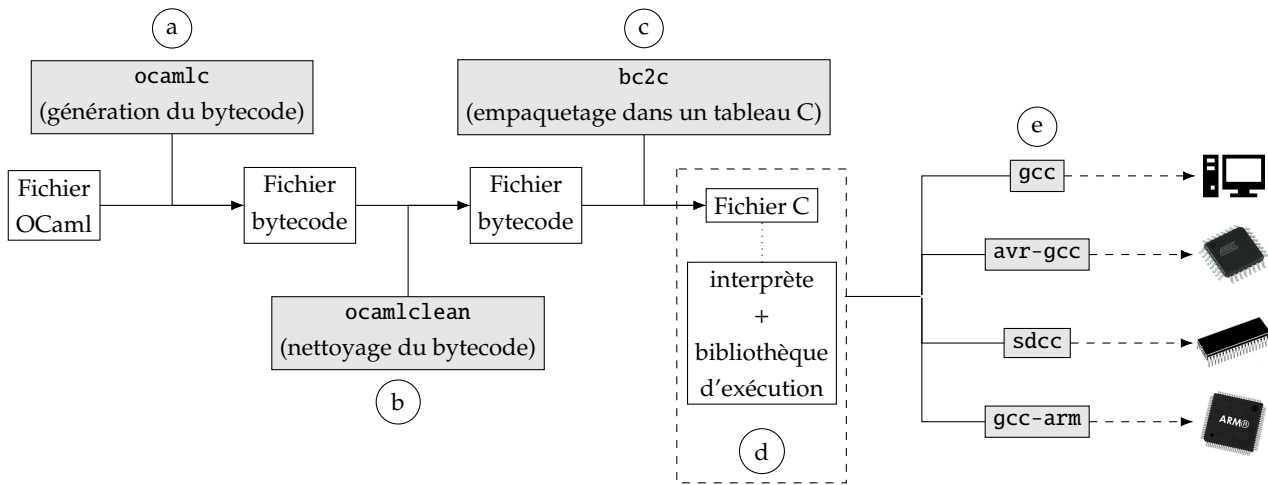 a
c
ocamlc
(génération du bytecode)
bc2c
(empaquetage dans un tableau C)
e
gcc
Fichier
OCaml
Fichier
bytecode
Fichier
bytecode
Fichier C
avr-gcc
interprète
+
bibliothèque
d'exécution
ocamlclean
(nettoyage du bytecode)
sdcc
b
gcc-arm
ARM®
d